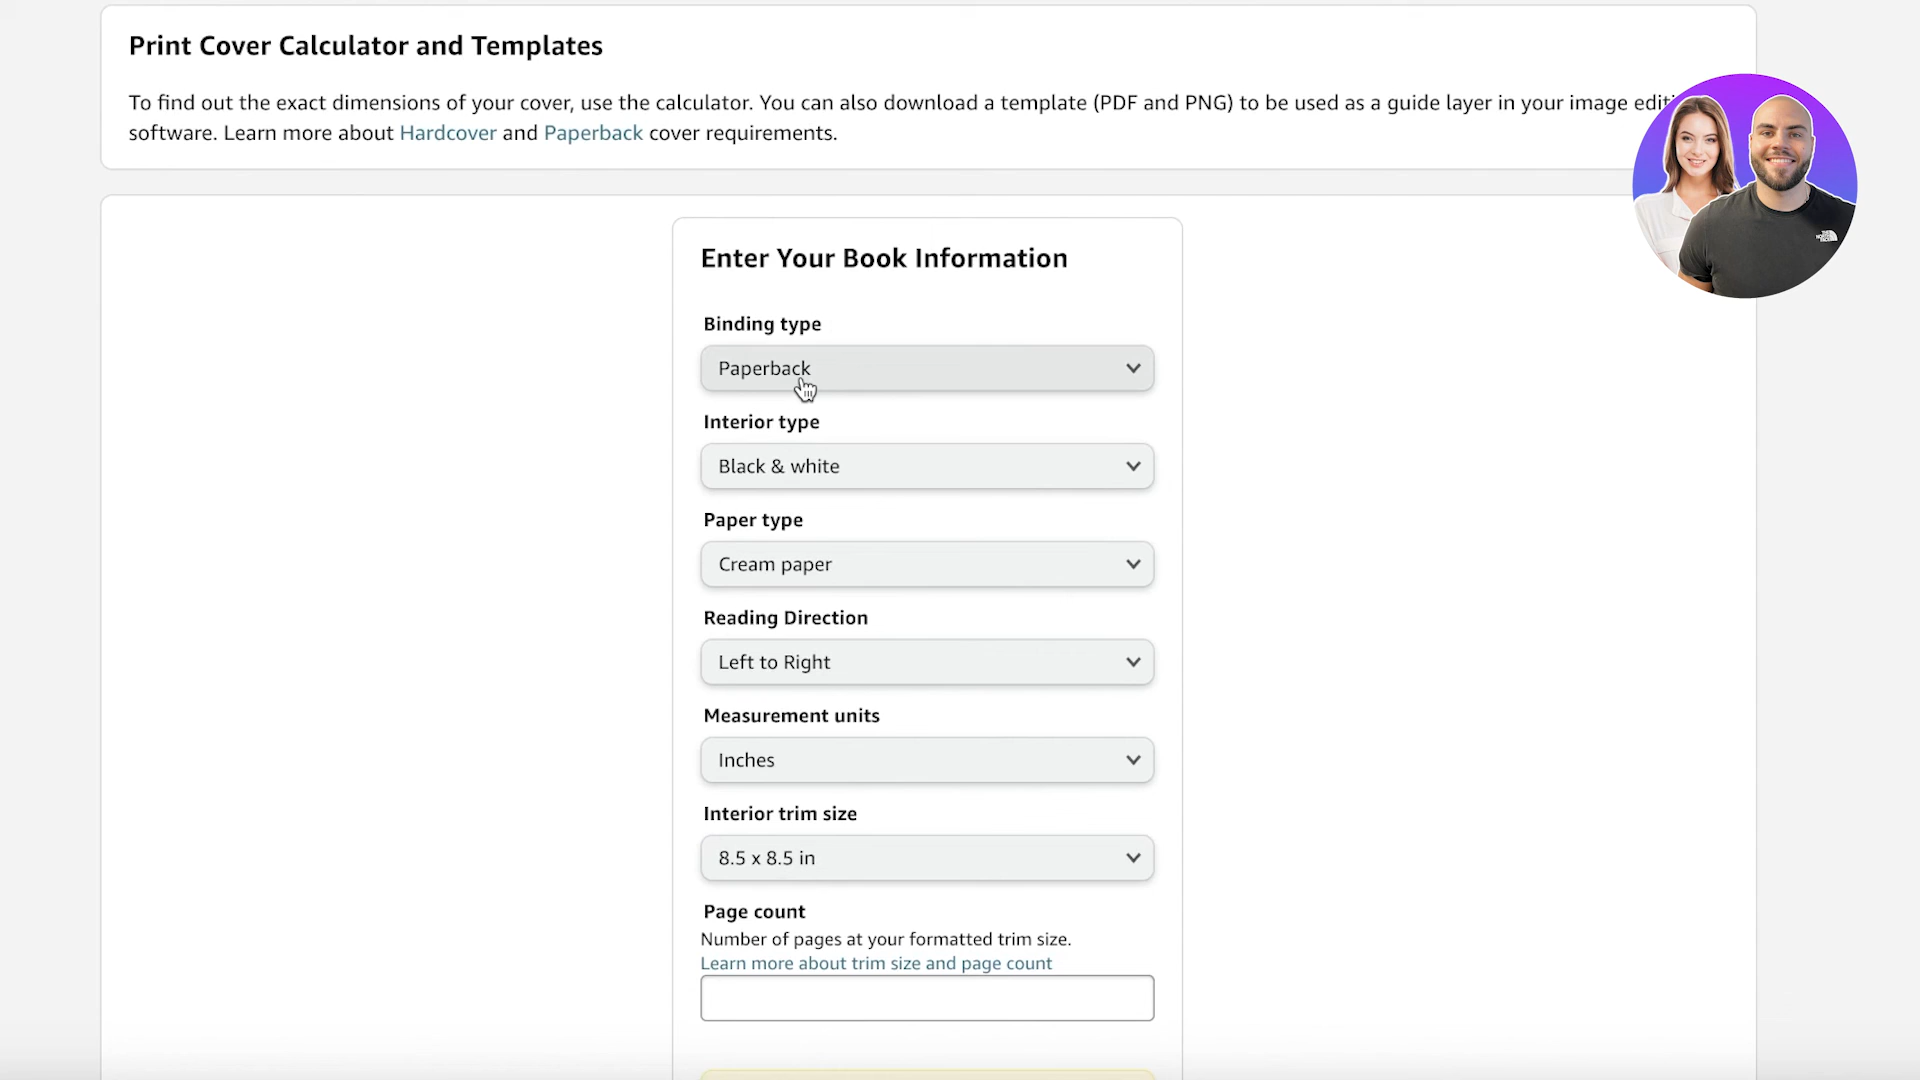 Print Cover Calculator and Templates
To find out the exact dimensions of your cover, use the calculator. You can also download a template (PDF and PNG) to be used as a guide layer in your image
software. Learn more about Hardcover and Paperback cover requirements.
Enter Your Book Information
Binding type
Paperback
Interior type
Black & white
Paper type
Cream paper
Reading Direction
Left to Right
Measurement units
Inches
Interior trim size
8.5 x 8.5 in
Page count
Number of pages at your formatted trim size.
Learn more about trim size and page count